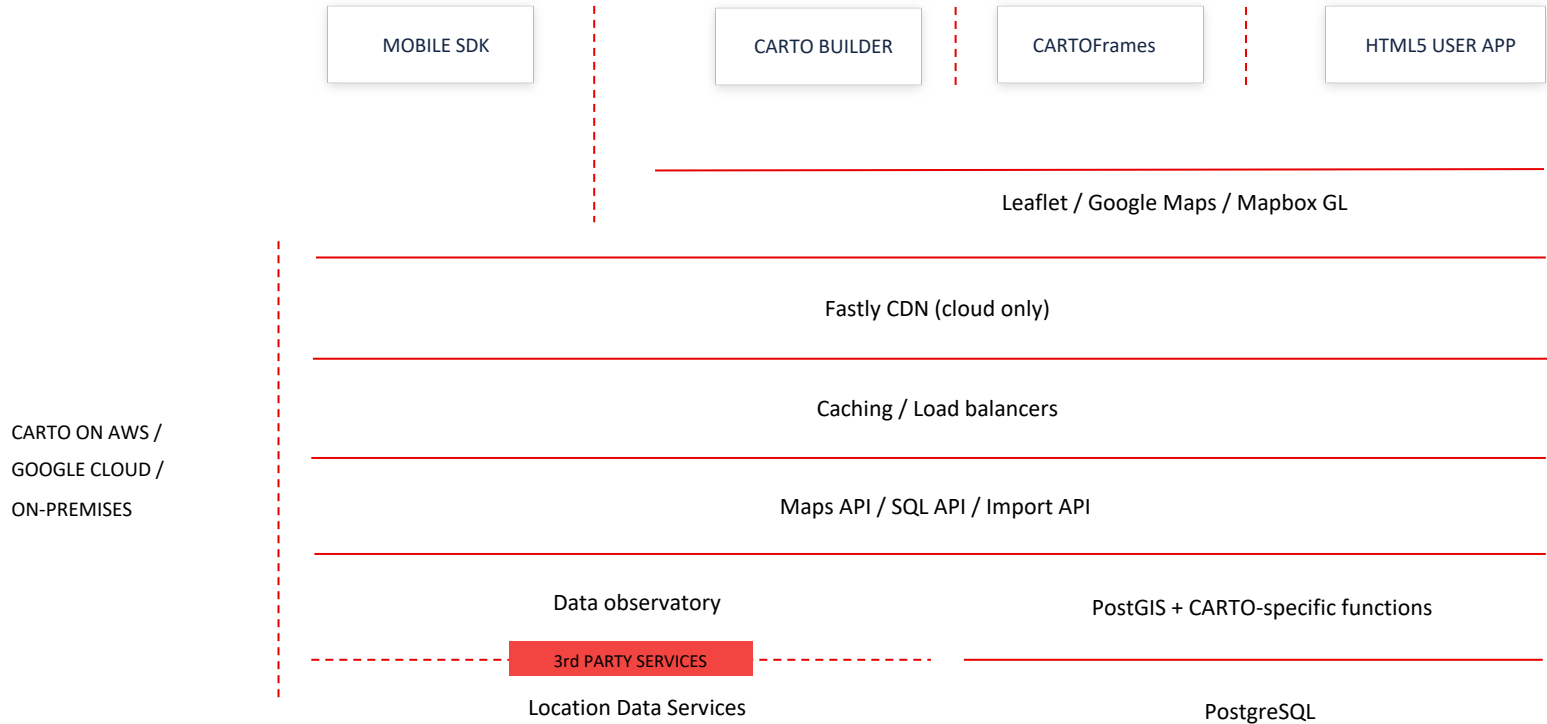 MOBILE SDK
CARTO BUILDER
CARTOFrames
HTML5 USER APP
Leaflet / Google Maps / Mapbox GL
Fastly CDN (cloud only)
Caching / Load balancers
CARTO ON AWS /
GOOGLE CLOUD /
ON-PREMISES
Maps API / SQL API / Import API
Data observatory
PostGIS + CARTO-specific functions
3rd PARTY SERVICES
Location Data Services
PostgreSQL